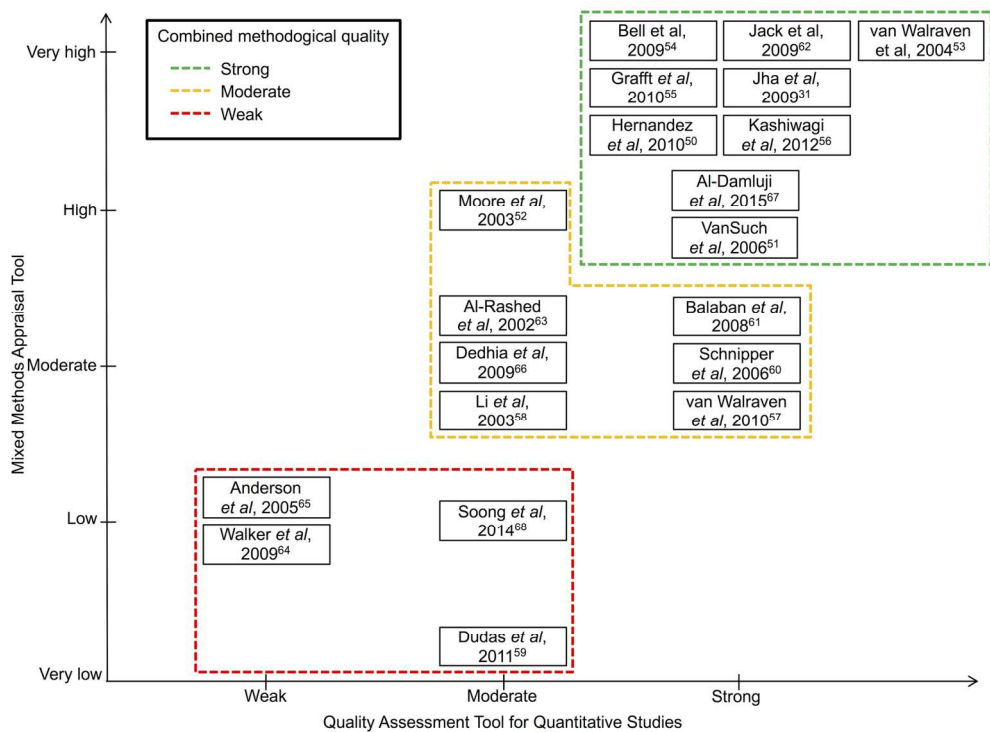 Combined methodogical quality
Strong
Moderate
Weak
Mixed Methods Appraisal Tool
Very high
High
Moderate
Low
Very low
Bell et al,
2009⁵⁴
Jack et al,
2009⁶²
van Walraven
et al, 2004⁵³
Grafft et al,
2010⁵⁵
Jha et al,
2009³¹
Hernandez
et al, 2010⁵⁰
Kashiwagi
et al, 2012⁵⁶
Al-Damluji
et al, 2015⁶⁷
VanSuch
et al, 2006⁵¹
Moore et al,
2003⁵²
Al-Rashed
et al, 2002⁶³
Dedhia et al,
2009⁶⁶
Li et al,
2003⁵⁸
Balaban et al,
2008⁶¹
Schnipper
et al, 2006⁶⁰
van Walraven
et al, 2010⁵⁷
Anderson
et al, 2005⁶⁵
Walker et al,
2009⁶⁴
Soong et al,
2014⁶⁸
Dudas et al,
2011⁵⁹
Weak
Moderate
Strong
Quality Assessment Tool for Quantitative Studies